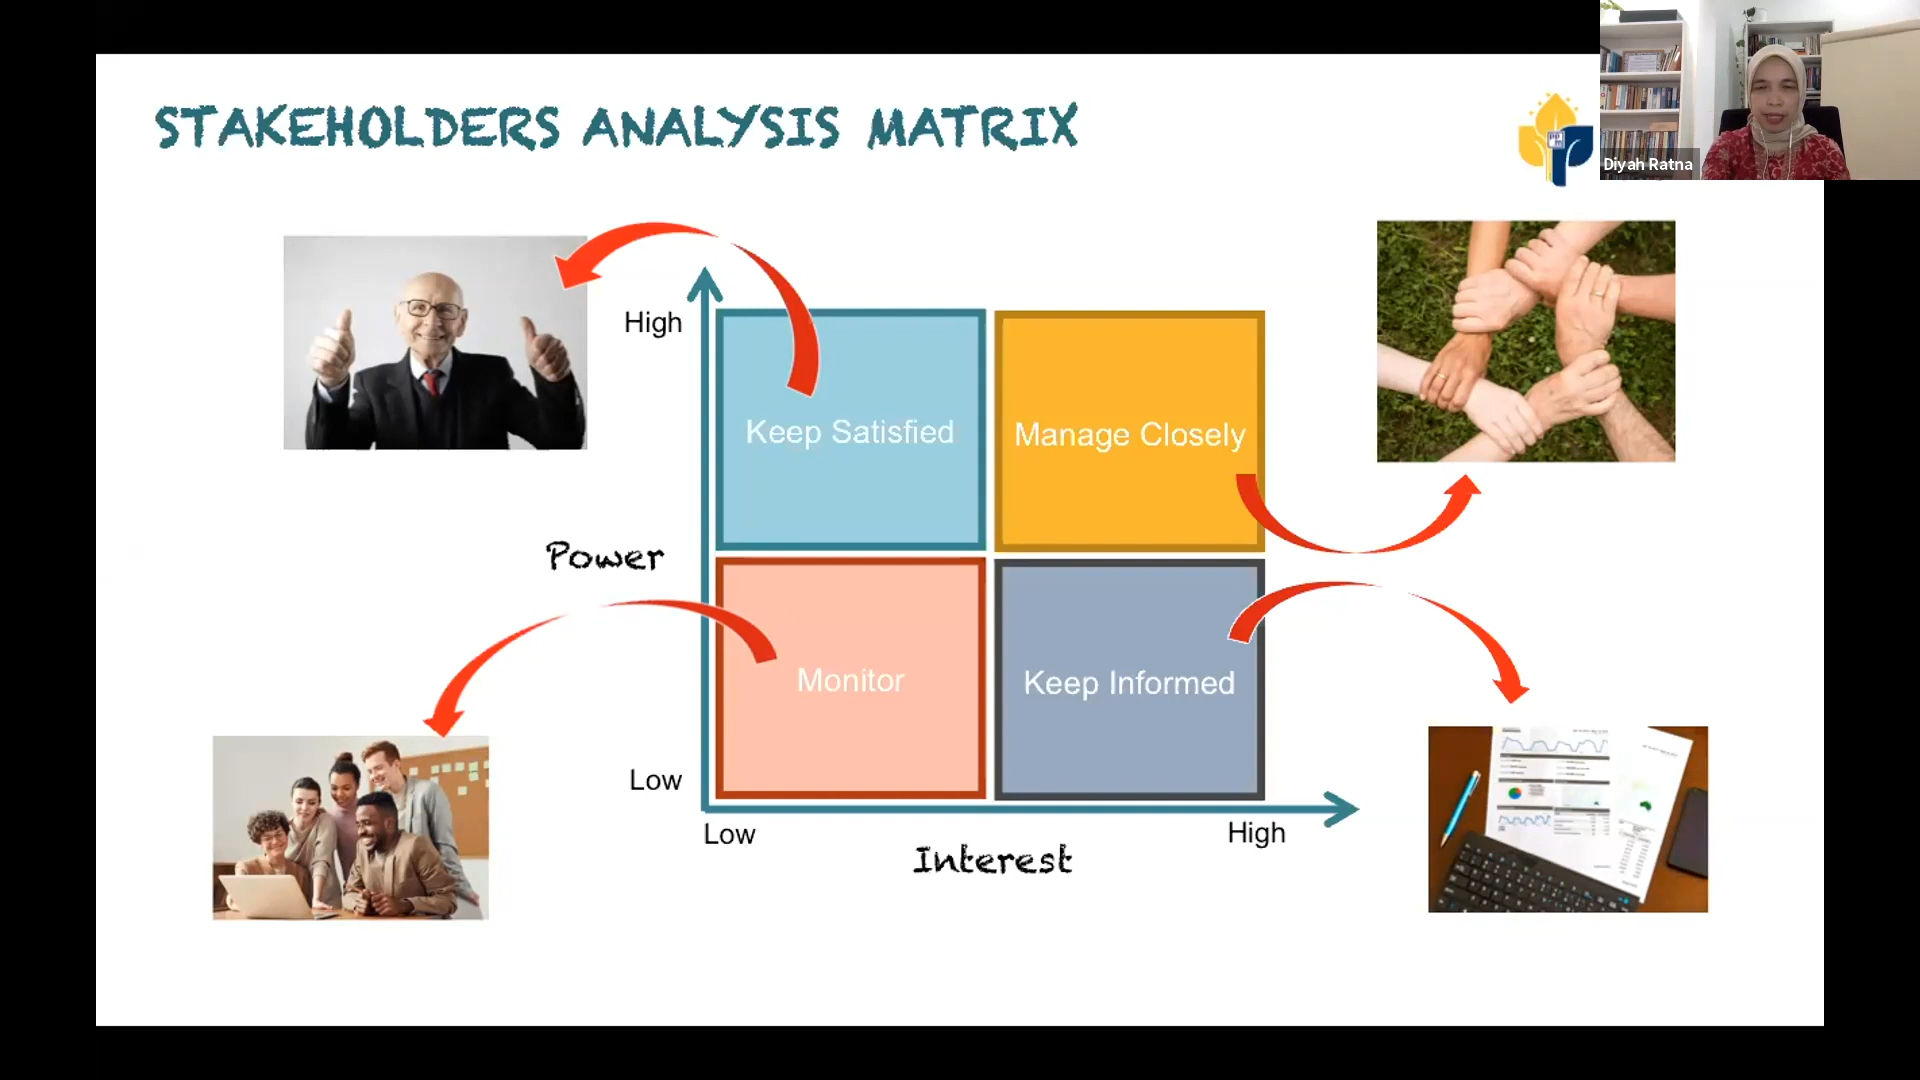 STAKEHOLDERS ANALYSIS MATRIX
Diyah Ratna
High
Keep Satisfied
Manage Closely
Power
Monitor
Keep Informed
Low
Low
High
Interest